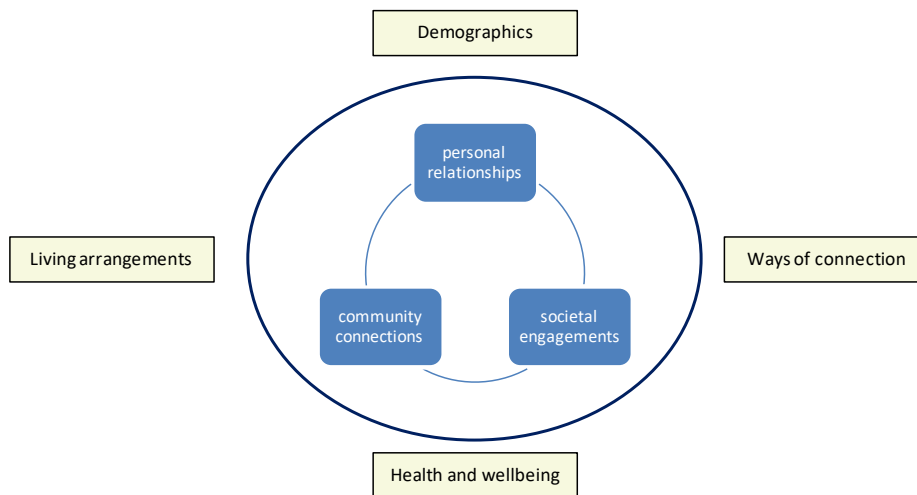 Demographics
personal
relationships
Living arrangements
Ways of connection
community
connections
societal
engagements
Health and wellbeing